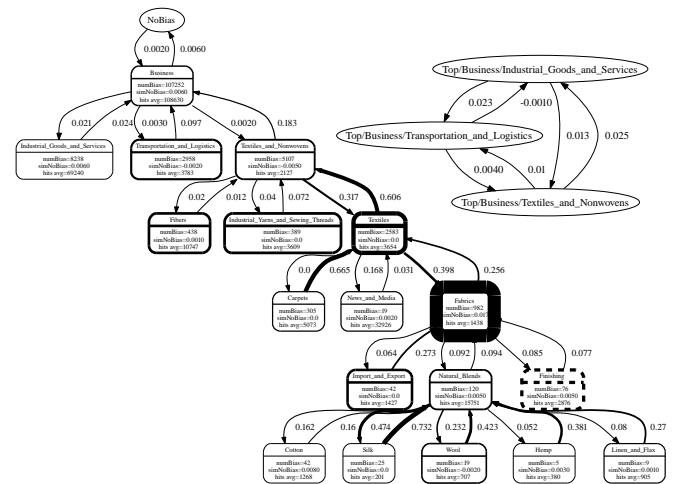 NoBias
0.0020 0.0060
Business
numBias=107252
simNoBias=0.0060
hits avg=108630
Top/Business/Industrial_Goods_and_Services
0.023 -0.0010
0.021 0.024 0.0030 0.097 0.0020 0.183
Top/Business/Transportation_and_Logistics
0.013 0.025
Industrial_Goods_and_Services
numBias=8238
simNoBias=0.0060
hits avg=69240
Transportation_and_Logistics
numBias=2958
simNoBias=-0.0020
hits avg=3783
Textiles_and_Nonwovens
numBias=5107
simNoBias=-0.0050
hits avg=2127
0.0040 0.01
Top/Business/Textiles_and_Nonwovens
0.02 0.012 0.04 0.072 0.317 0.606
Fibers
numBias=438
simNoBias=0.0010
hits avg=10747
Industrial_Yarns_and_Sewing_Threads
numBias=389
simNoBias=0.0
hits avg=3609
Textiles
numBias=2583
simNoBias=0.0
hits avg=3654
0.0 0.665 0.168 0.031 0.398 0.256
Carpets
numBias=305
simNoBias=0.0
hits avg=5073
News_and_Media
numBias=19
simNoBias=0.0020
hits avg=32926
Fabrics
numBias=982
hits avg=1438
0.064 0.273 0.092 0.094 0.085 0.077
Import_and_Export
numBias=42
simNoBias=0.0
hits avg=1427
Natural_Blends
numBias=120
simNoBias=0.0050
hits avg=15751
Finishing
numBias=76
simNoBias=0.0050
hits avg=2876
0.162 0.16 0.474 0.732 0.232 0.423 0.052 0.381 0.08 0.27
Cotton
numBias=42
simNoBias=0.0080
hits avg=1268
Silk
numBias=25
simNoBias=0.0
hits avg=201
Wool
numBias=19
simNoBias=-0.0020
hits avg=707
Hemp
numBias=5
simNoBias=0.0030
hits avg=380
Linen_and_Flax
numBias=9
simNoBias=0.0010
hits avg=905